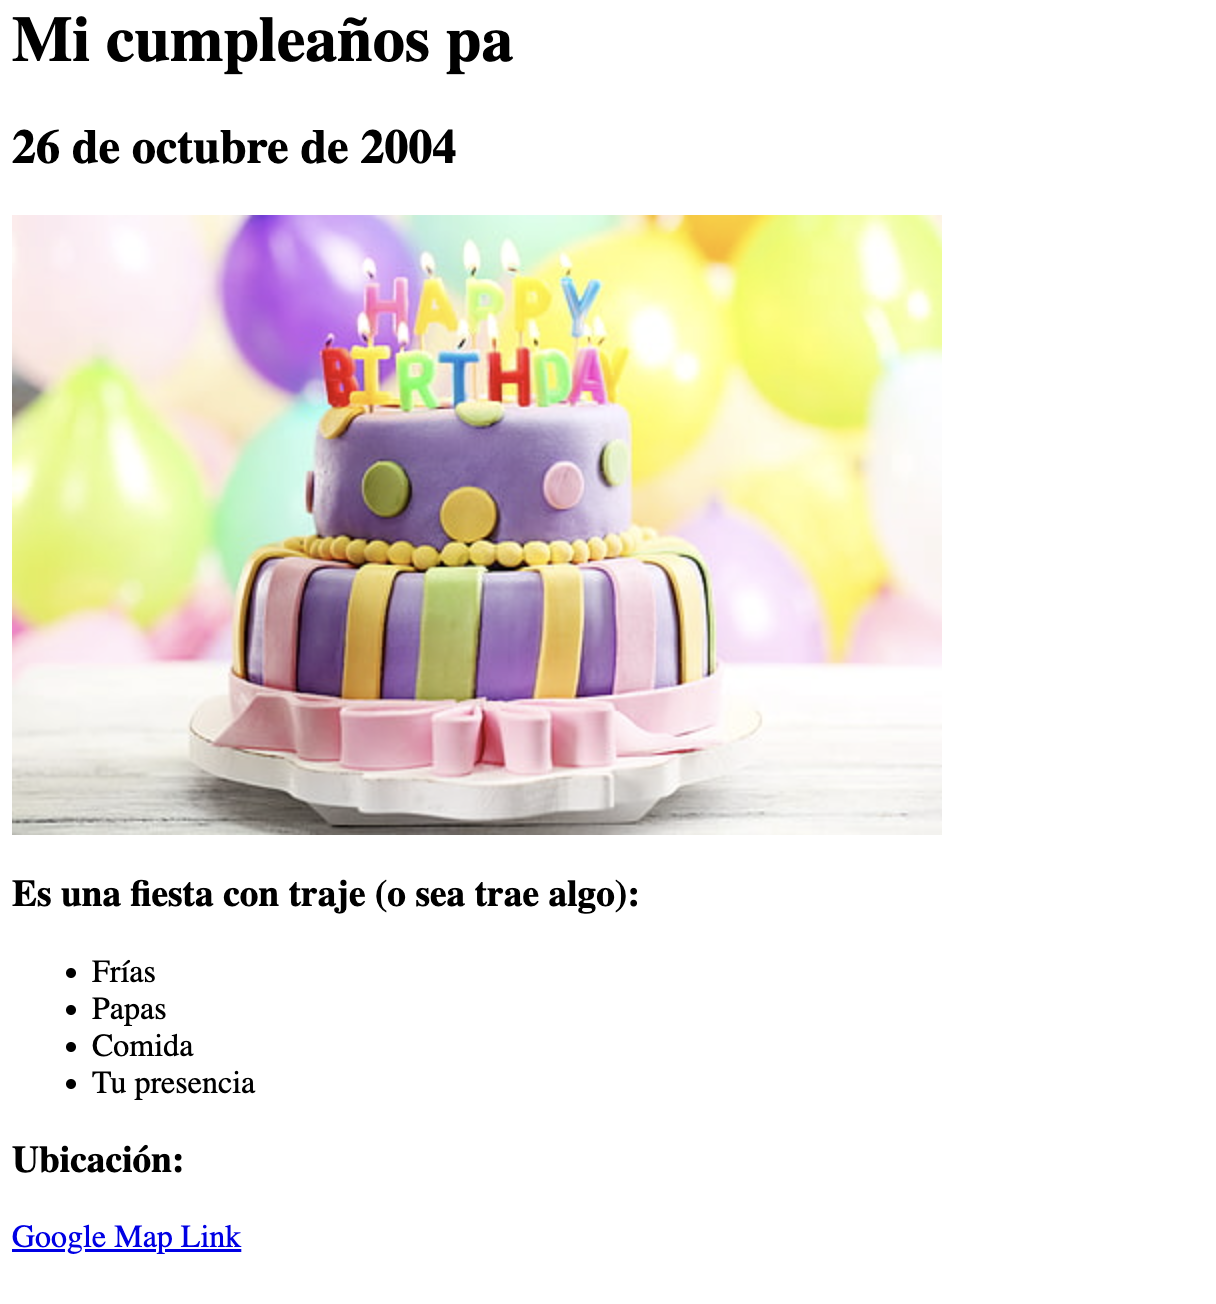 Mi cumpleaños pa
26 de octubre de 2004
HAPPY
BIRTHDAY
Es una fiesta con traje (o sea trae algo):
Frías
Papas
Comida
Tu presencia
Ubicación:
Google Map Link